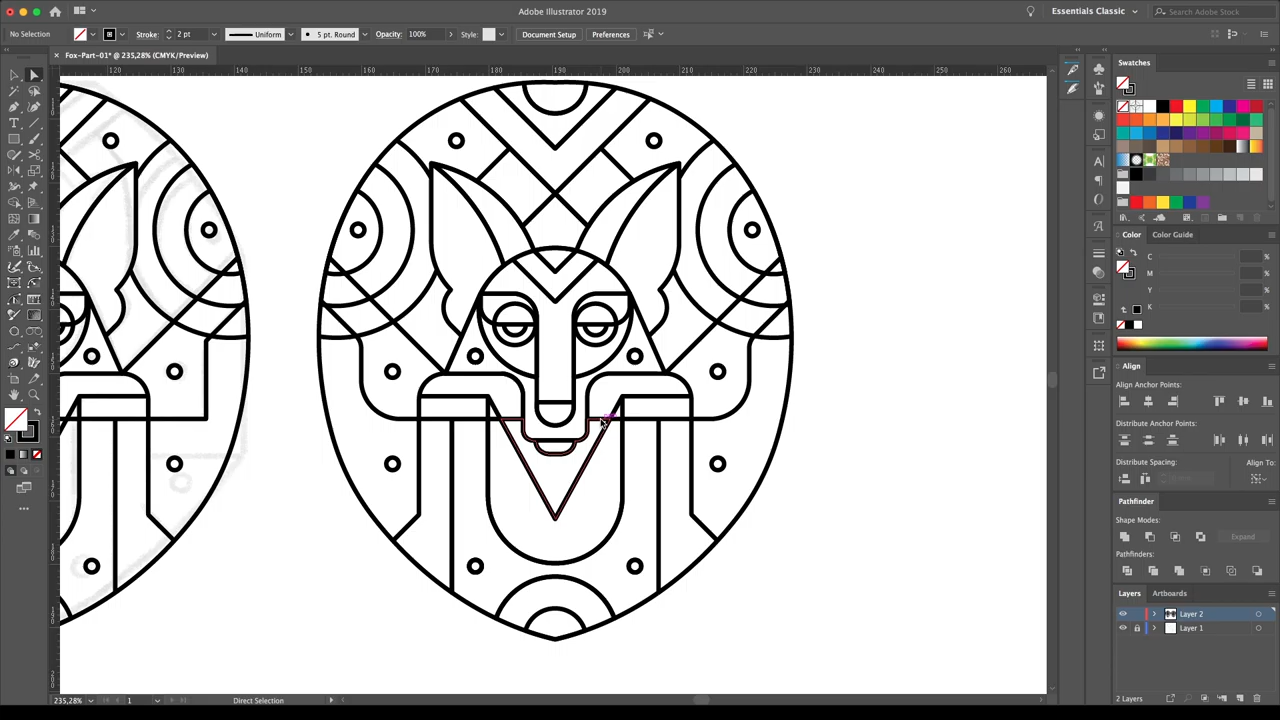 Adobe Illustrator 2019
Essentials Classic
Search Adobe Stock
No Selection
Stroke:
2 pt
Uniform
5 pt. Round
Opacity:
100%
Style:
Document Setup
Preferences
Fox-Part-01* @ 235,28% (CMYK/Preview)
120 130 140 150 160 170 180 190 200 210 220 230 240 250 260
Swatches
Color
Color Guide
C
%
M
%
Y
%
K
%
Align
Align Anchor Points:
Distribute Anchor Points:
Distribute Spacing:
Align To:
Pathfinder
Shape Modes:
Expand
Pathfinders:
Layers
Artboards
Layer 2
Layer 1
2 Layers
235,28%
1
Direct Selection